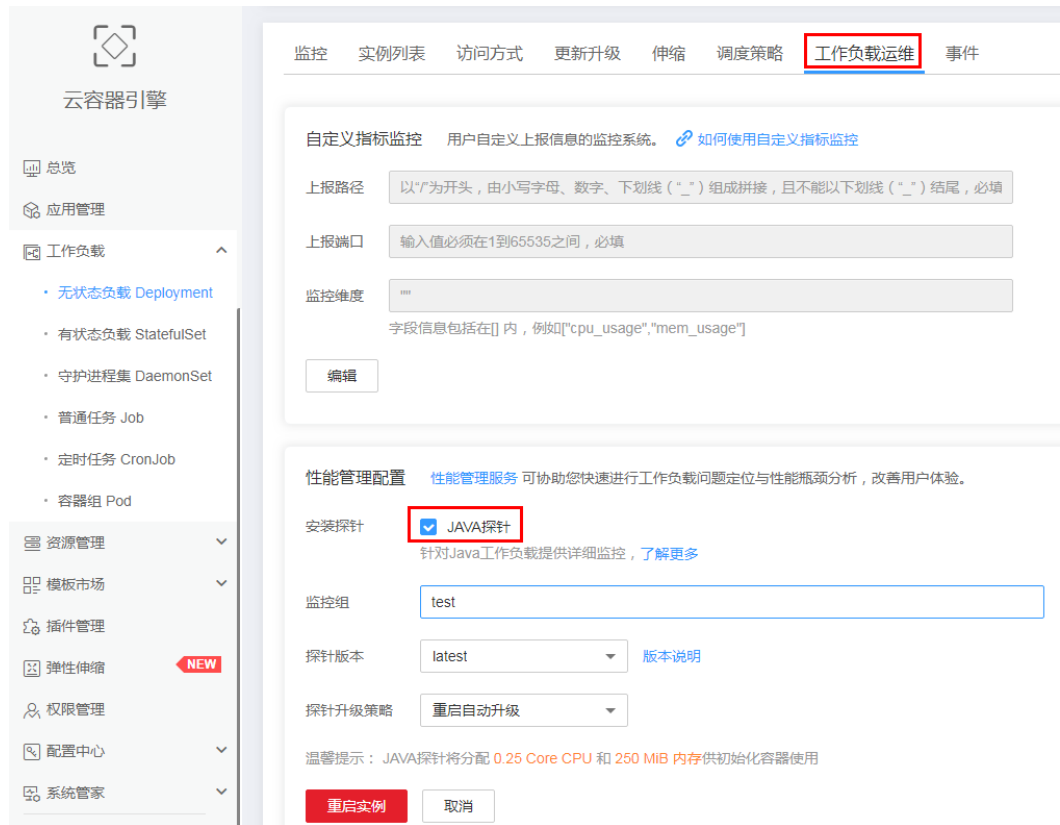 云容器引擎
总览
应用管理
工作负载
无状态负载 Deployment
有状态负载 StatefulSet
守护进程集 DaemonSet
普通任务 Job
定时任务 CronJob
容器组 Pod
资源管理
模板市场
插件管理
弹性伸缩 NEW
权限管理
配置中心
系统管家
监控 实例列表 访问方式 更新升级 伸缩 调度策略 工作负载运维 事件
自定义指标监控 用户自定义上报信息的监控系统。 如何使用自定义指标监控
上报路径 以“/”为开头，由小写字母、数字、下划线（“_”）组成拼接，且不能以下划线（“_”）结尾，必填
上报端口 输入值必须在1到65535之间，必填
监控维度 ""
字段信息包括在[] 内，例如["cpu_usage","mem_usage"]
编辑
性能管理配置 性能管理服务 可协助您快速进行工作负载问题定位与性能瓶颈分析，改善用户体验。
安装探针 JAVA探针
针对Java工作负载提供详细监控，了解更多
监控组 test
探针版本 latest 版本说明
探针升级策略 重启自动升级
温馨提示： JAVA探针将分配 0.25 Core CPU 和 250 MiB 内存供初始化容器使用
重启实例 取消